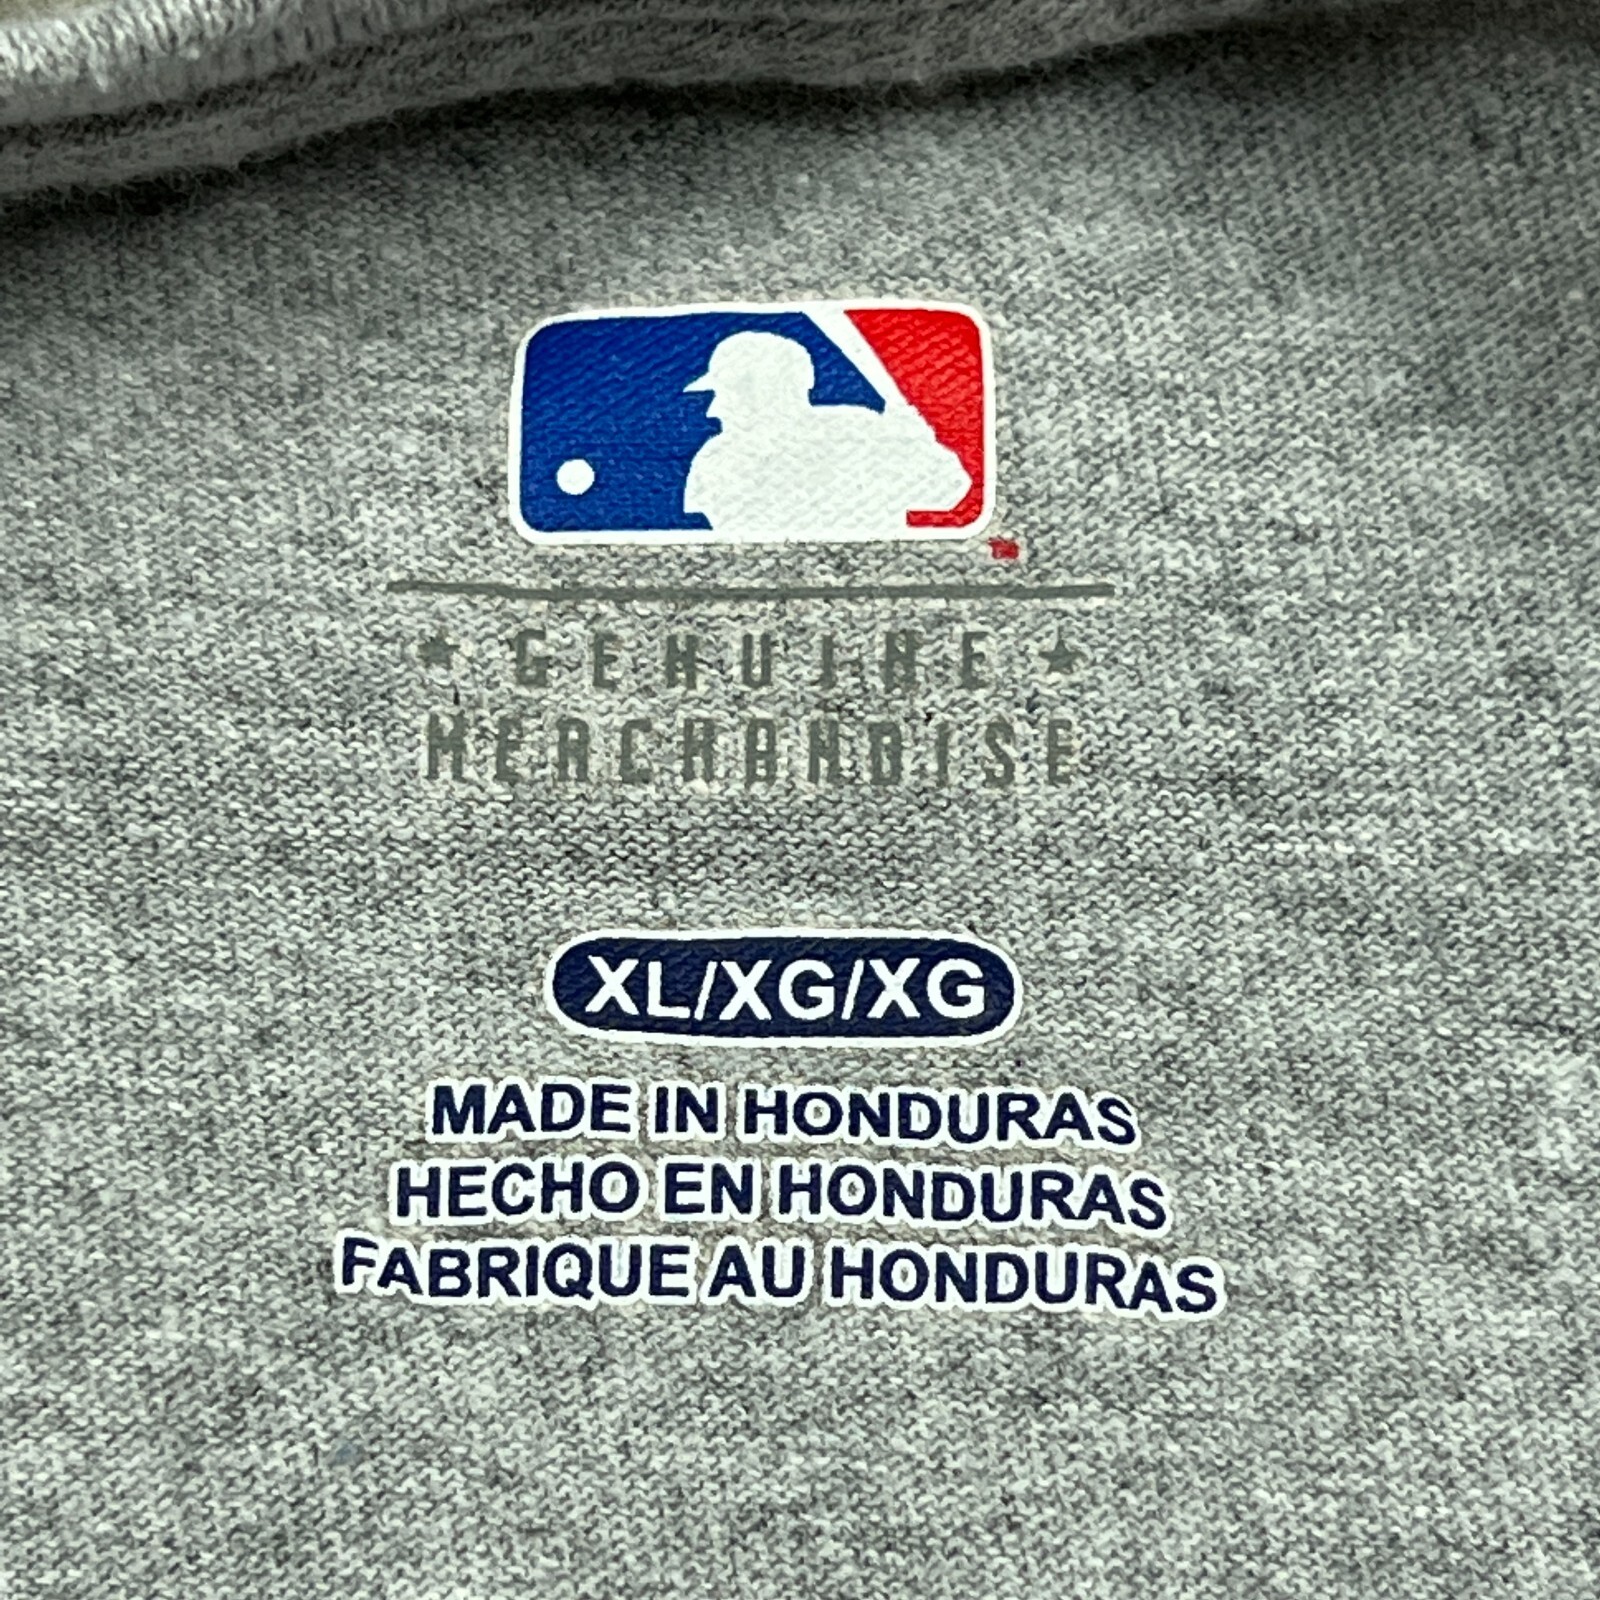 GENUINE
MERCHANDISE
XL/XG/XG
MADE IN HONDURAS
HECHO EN HONDURAS
FABRIQUE AU HONDURAS